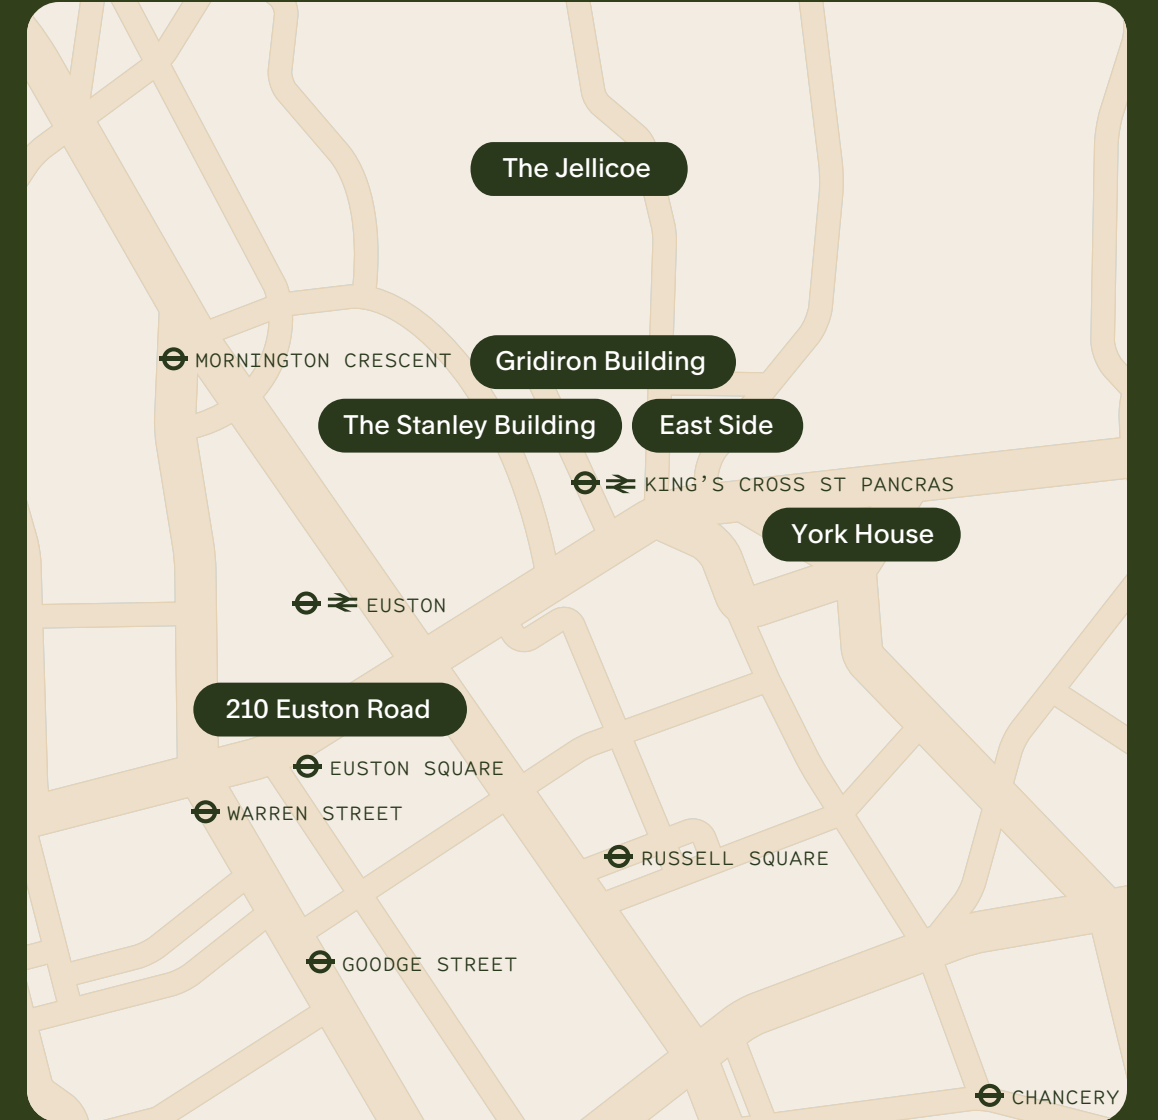 The Jellicoe
MORNINGTON CRESCENT
Gridiron Building
The Stanley Building
East Side
KING’S CROSS ST PANCRAS
York House
EUSTON
210 Euston Road
EUSTON SQUARE
WARREN STREET
RUSSELL SQUARE
GOODGE STREET
CHANCERY